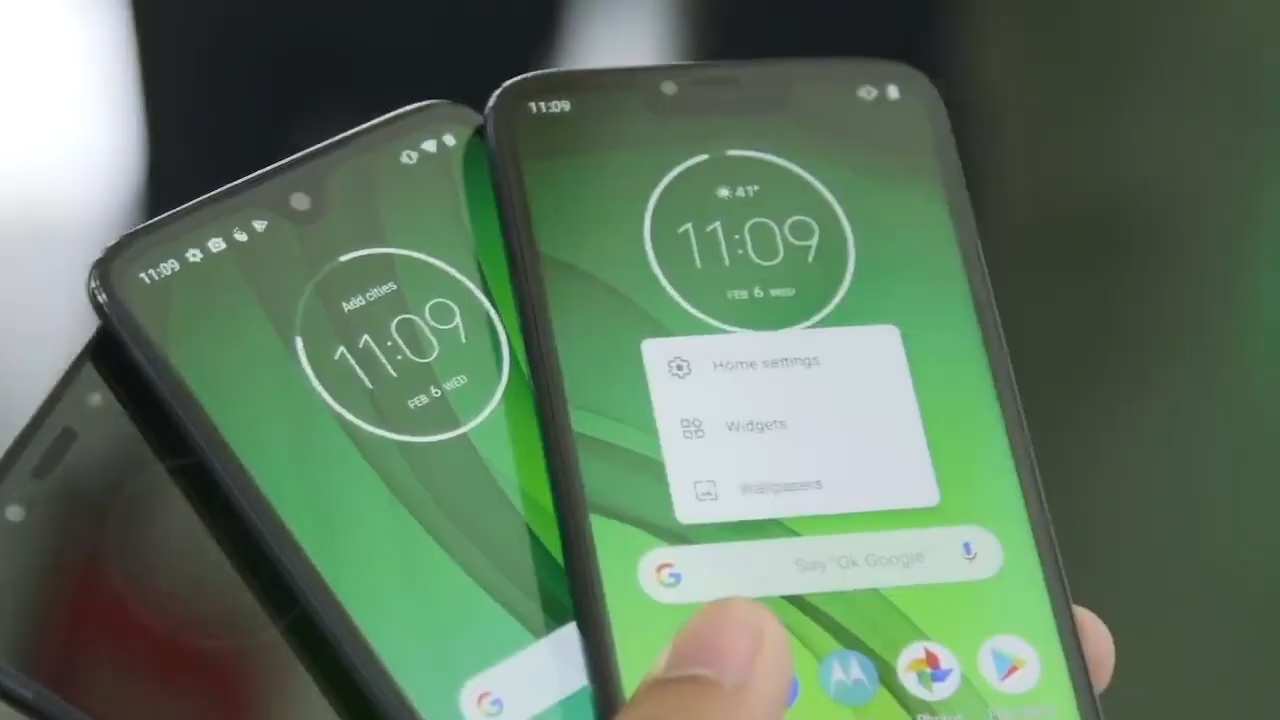 11:09
Add cities
11:09
FEB 6 WED
11:09
41°
11:09
FEB 6 WED
Home settings
Widgets
Wallpapers
Say "Ok Google
Photos